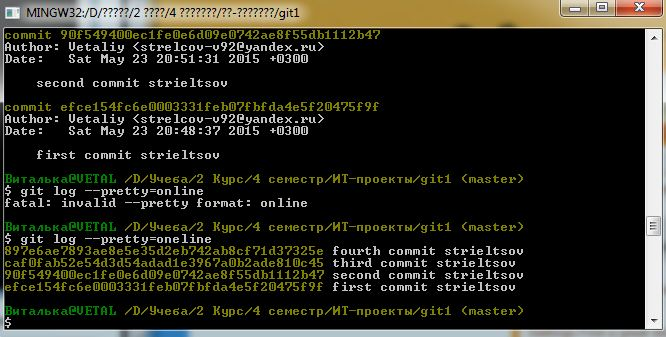 MINGW32:/D/?????/2 ????/4 ???????/??-???????/git1
commit 90f549400ec1fe0e6d09e0742ae8f55db1112b47
Author: Vetaliy <strelcov-v92@yandex.ru>
Date:   Sat May 23 20:51:31 2015 +0300
second commit strieltsov
commit efce154fc6e0003331feb07fbfda4e5f20475f9f
Author: Vetaliy <strelcov-v92@yandex.ru>
Date:   Sat May 23 20:48:37 2015 +0300
first commit strieltsov
Виталька@VETAL /D/Учеба/2 Курс/4 семестр/ИТ-проекты/git1 (master)
$ git log --pretty=online
fatal: invalid --pretty format: online
Виталька@VETAL /D/Учеба/2 Курс/4 семестр/ИТ-проекты/git1 (master)
$ git log --pretty=oneline
897e6ae7893ae8e5e35d2eb742ab8cf71d37325e fourth commit strieltsov
caf0fab52e54d3d54adad1e3967a0b2ade810c45 third commit strieltsov
90f549400ec1fe0e6d09e0742ae8f55db1112b47 second commit strieltsov
efce154fc6e0003331feb07fbfda4e5f20475f9f first commit strieltsov
Виталька@VETAL /D/Учеба/2 Курс/4 семестр/ИТ-проекты/git1 (master)
$